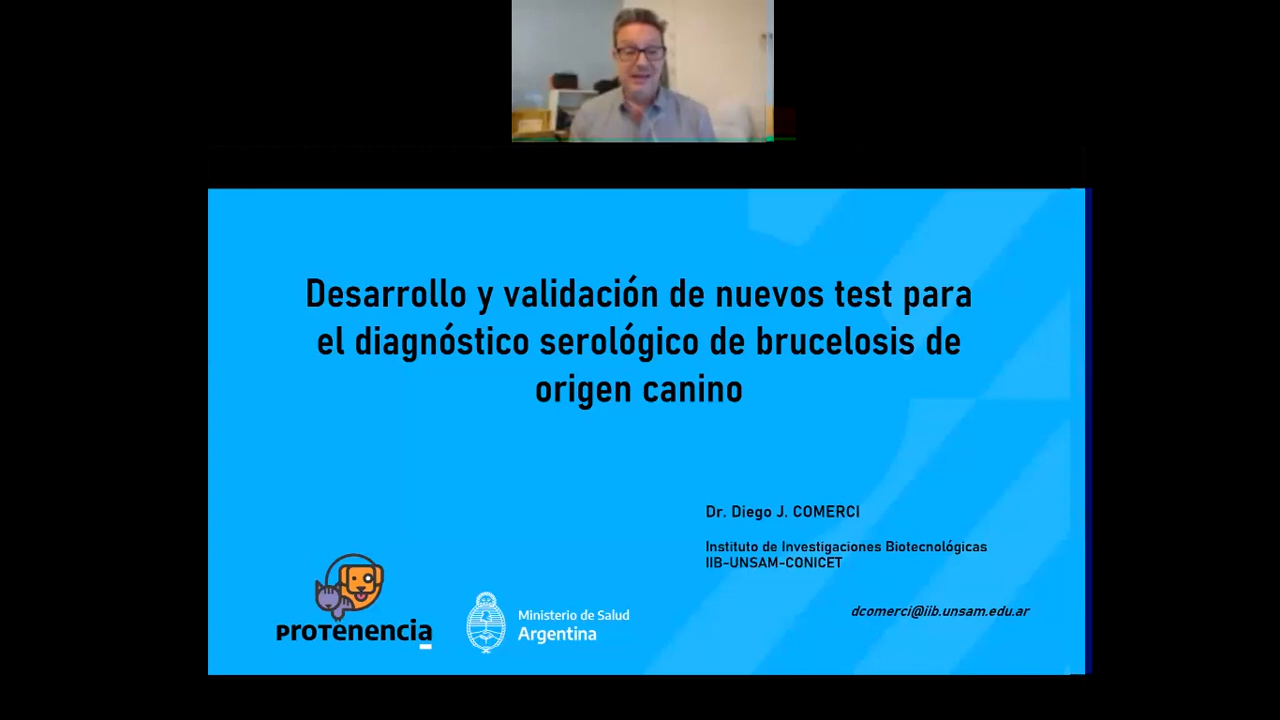 Desarrollo y validación de nuevos test para
el diagnóstico serológico de brucelosis de
origen canino
Dr. Diego J. COMERCI
Instituto de Investigaciones Biotecnológicas
IIB-UNSAM-CONICET
dcomerci@iib.unsam.edu.ar
PROTENENCIA
Ministerio de Salud
Argentina